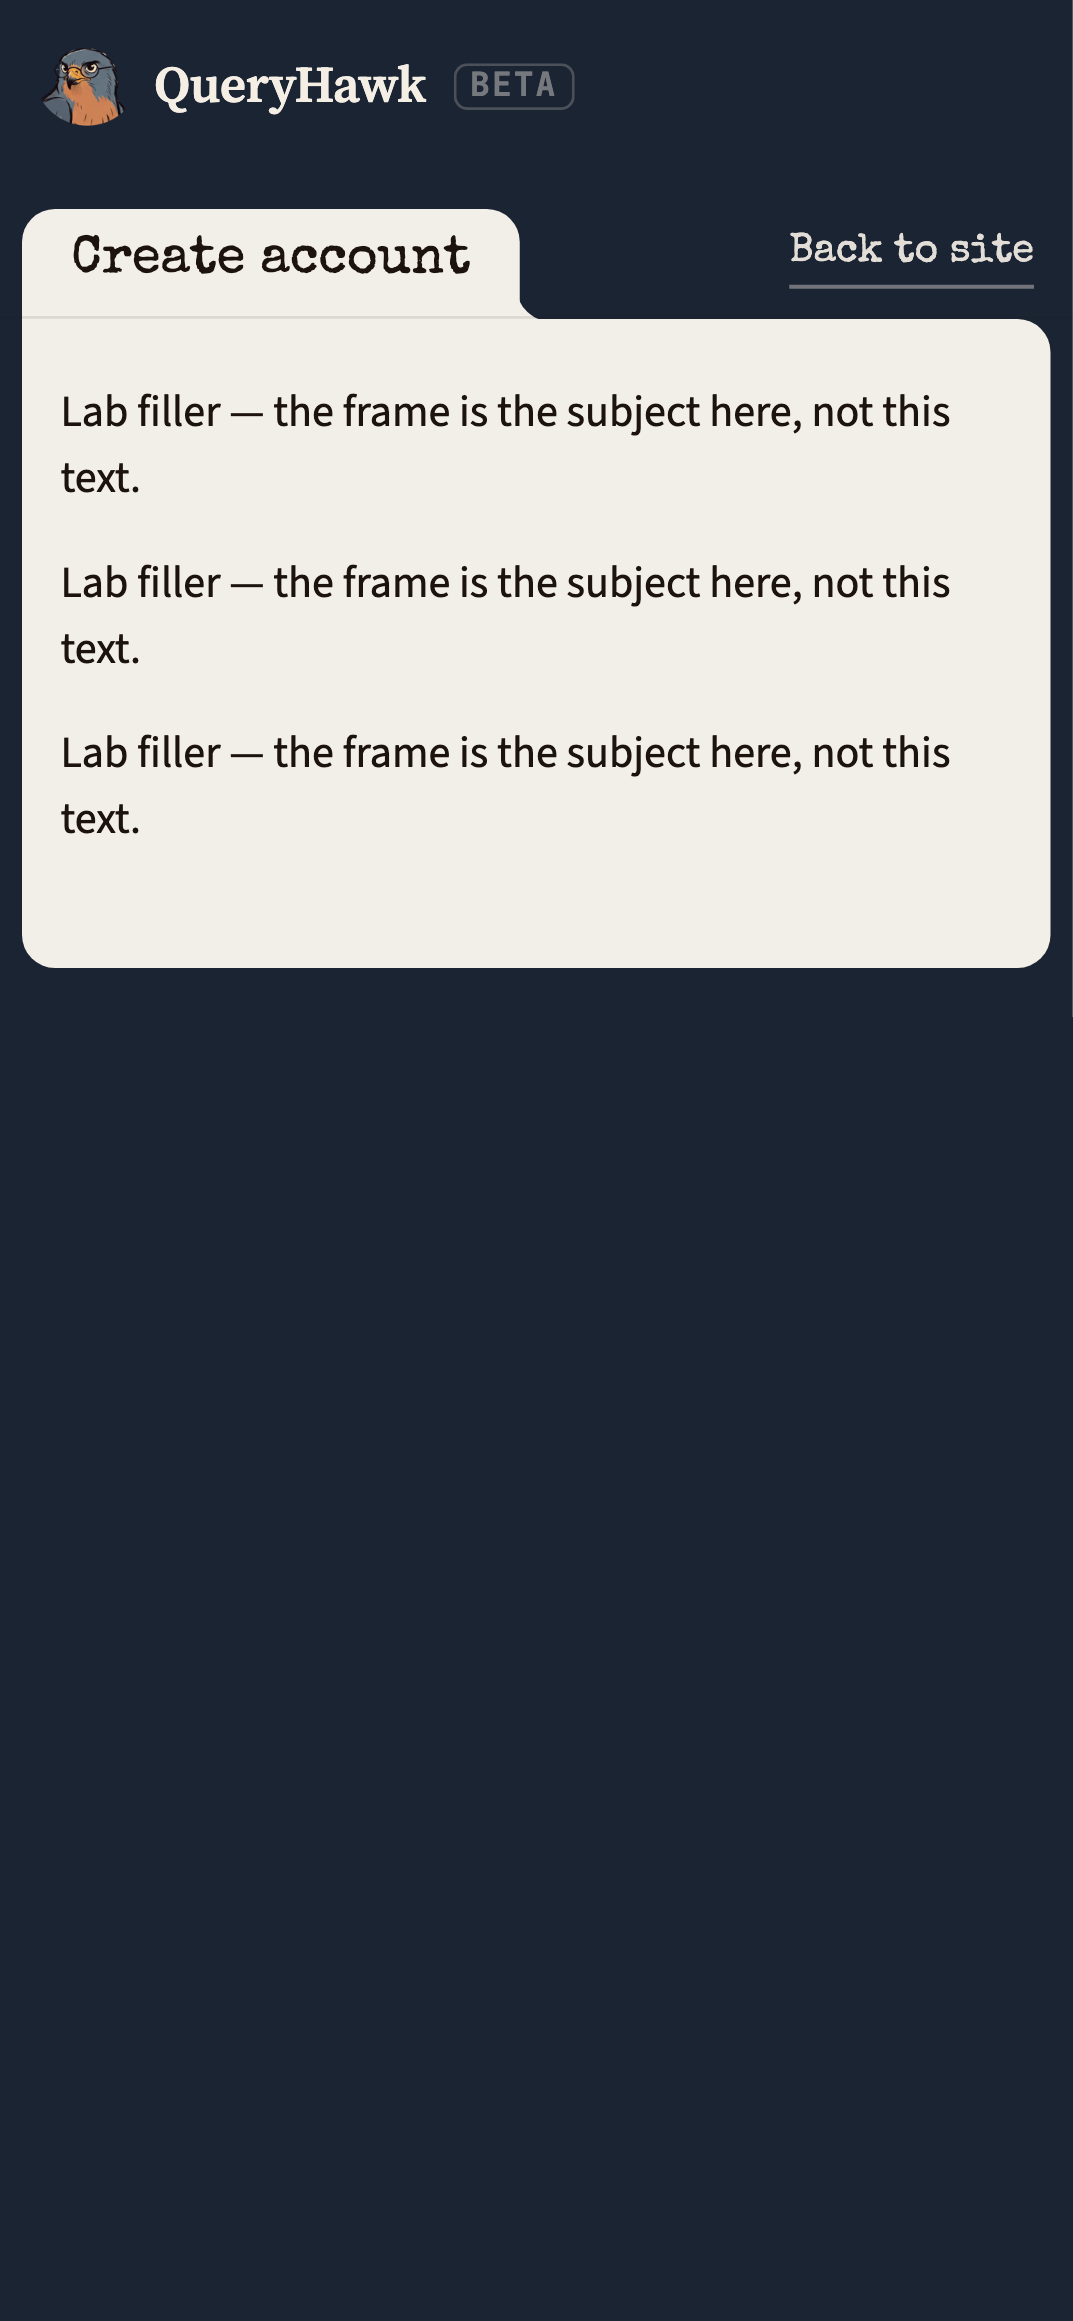 QueryHawk BETA
Create account
Back to site
Lab filler — the frame is the subject here, not this
text.
Lab filler — the frame is the subject here, not this
text.
Lab filler — the frame is the subject here, not this
text.